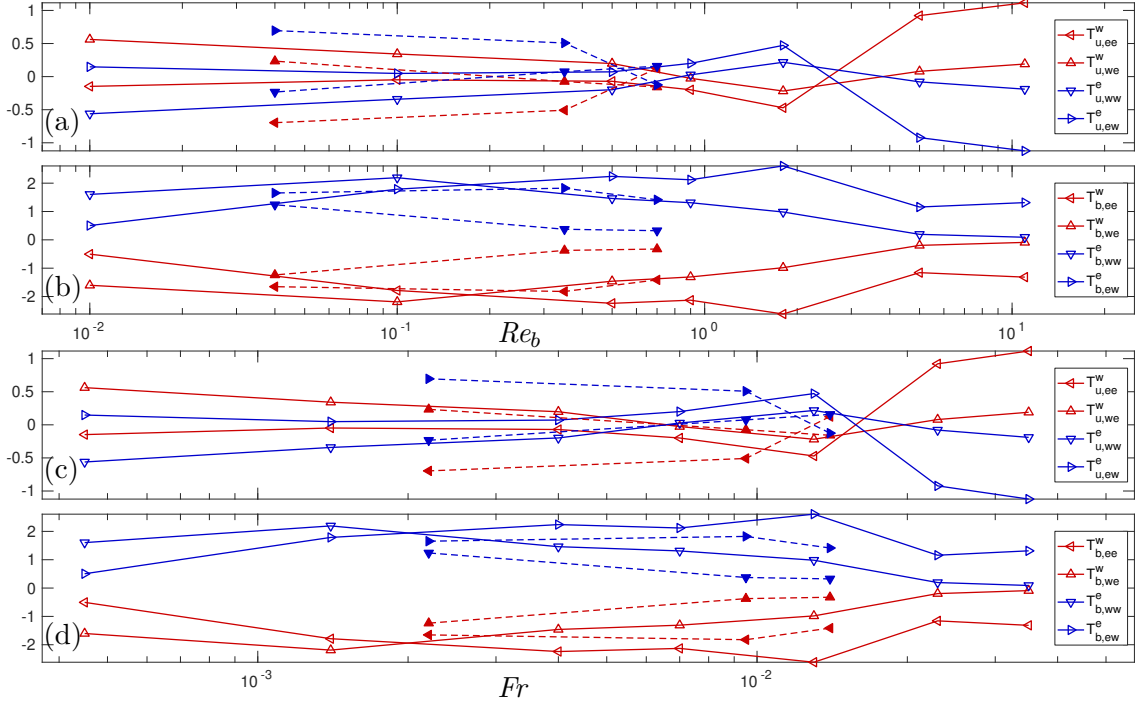 1
0.5
0
-0.5
-1
(a)
T^w_{u,ee}
T^w_{u,we}
T^e_{u,ww}
T^e_{u,ew}
2
1
0
-1
-2
(b)
T^w_{b,ee}
T^w_{b,we}
T^e_{b,ww}
T^e_{b,ew}
10^{-2} 10^{-1} 10^0 10^1
Re_b
1
0.5
0
-0.5
-1
(c)
T^w_{u,ee}
T^w_{u,we}
T^e_{u,ww}
T^e_{u,ew}
2
1
0
-1
-2
(d)
T^w_{b,ee}
T^w_{b,we}
T^e_{b,ww}
T^e_{b,ew}
10^{-3} 10^{-2}
Fr